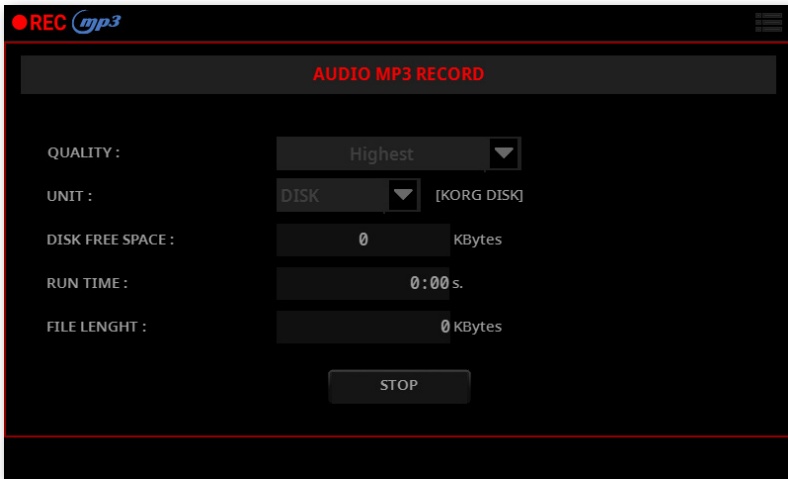 REC mp3
AUDIO MP3 RECORD
QUALITY : Highest
UNIT : DISK [KORG DISK]
DISK FREE SPACE : 0 KBytes
RUN TIME : 0:00 s.
FILE LENGHT : 0 KBytes
STOP